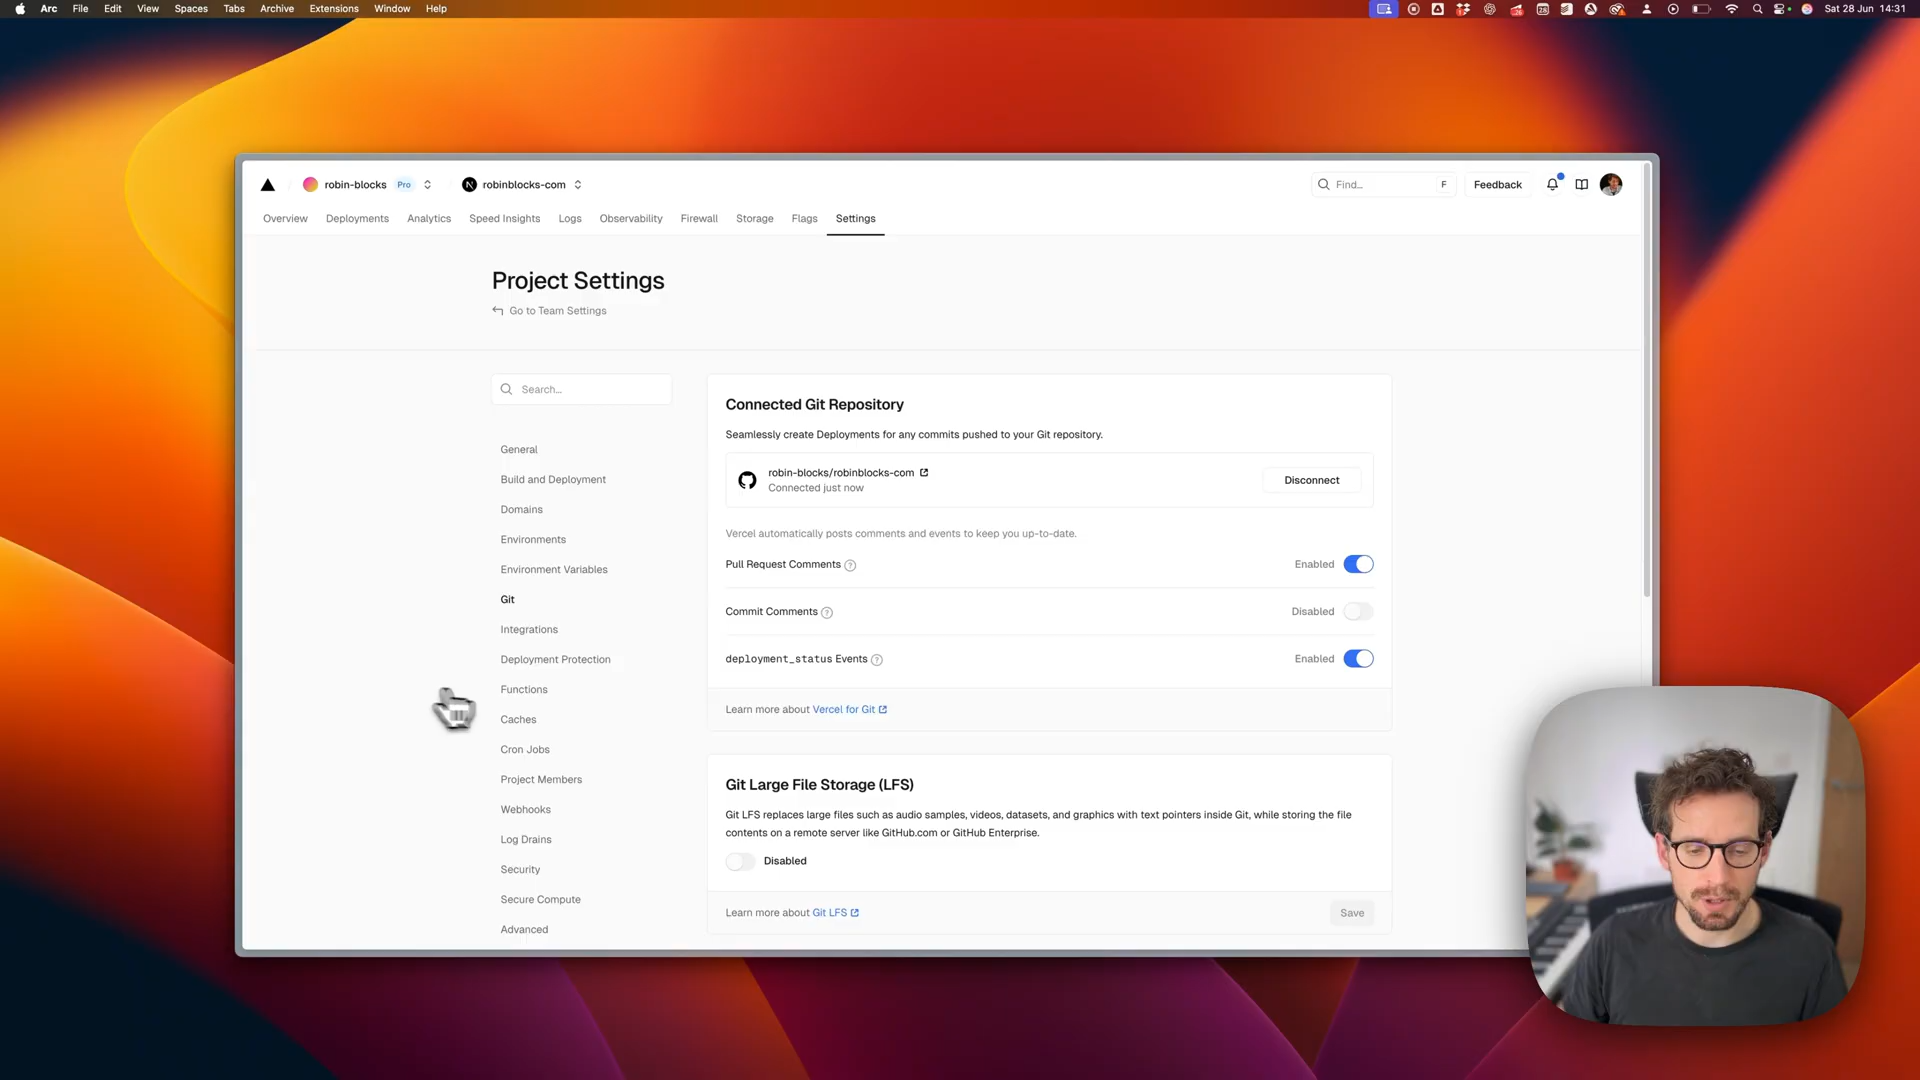 Arc File Edit View Spaces Tabs Archive Extensions Window Help
Sat 28 Jun 14:31
robin-blocks Pro robinblocks-com
Find... F Feedback
Overview Deployments Analytics Speed Insights Logs Observability Firewall Storage Flags Settings
Project Settings
Go to Team Settings
Search...
General
Build and Deployment
Domains
Environments
Environment Variables
Git
Integrations
Deployment Protection
Functions
Caches
Cron Jobs
Project Members
Webhooks
Log Drains
Security
Secure Compute
Advanced
Connected Git Repository
Seamlessly create Deployments for any commits pushed to your Git repository.
robin-blocks/robinblocks-com
Connected just now
Disconnect
Vercel automatically posts comments and events to keep you up-to-date.
Pull Request Comments ? Enabled
Commit Comments ? Disabled
deployment_status Events ? Enabled
Learn more about Vercel for Git
Git Large File Storage (LFS)
Git LFS replaces large files such as audio samples, videos, datasets, and graphics with text pointers inside Git, while storing the file
contents on a remote server like GitHub.com or GitHub Enterprise.
Disabled
Learn more about Git LFS
Save